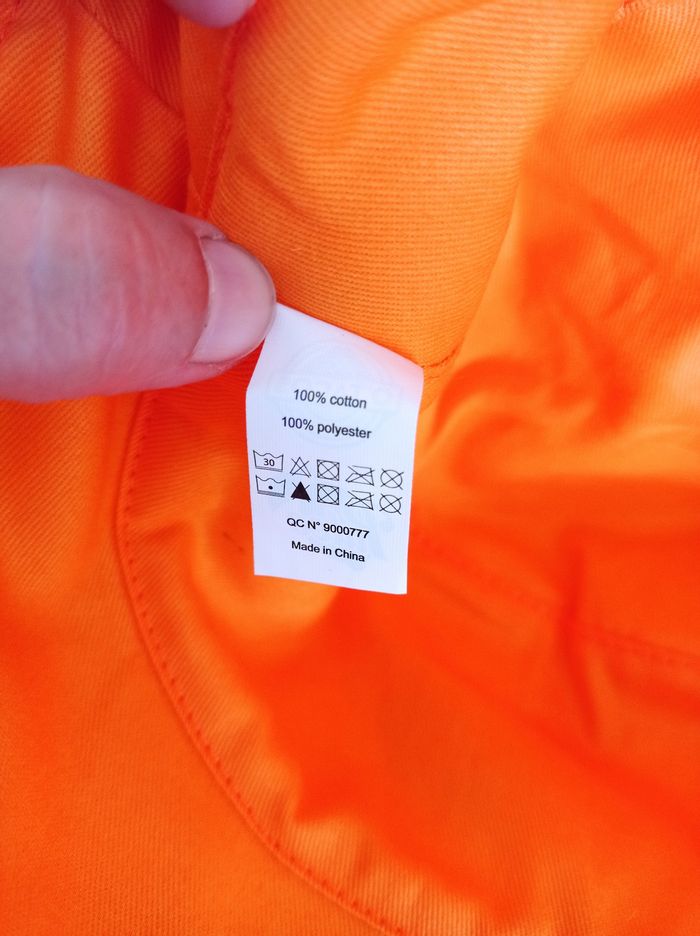 100% cotton
100% polyester
30
QC N° 9000777
Made in China